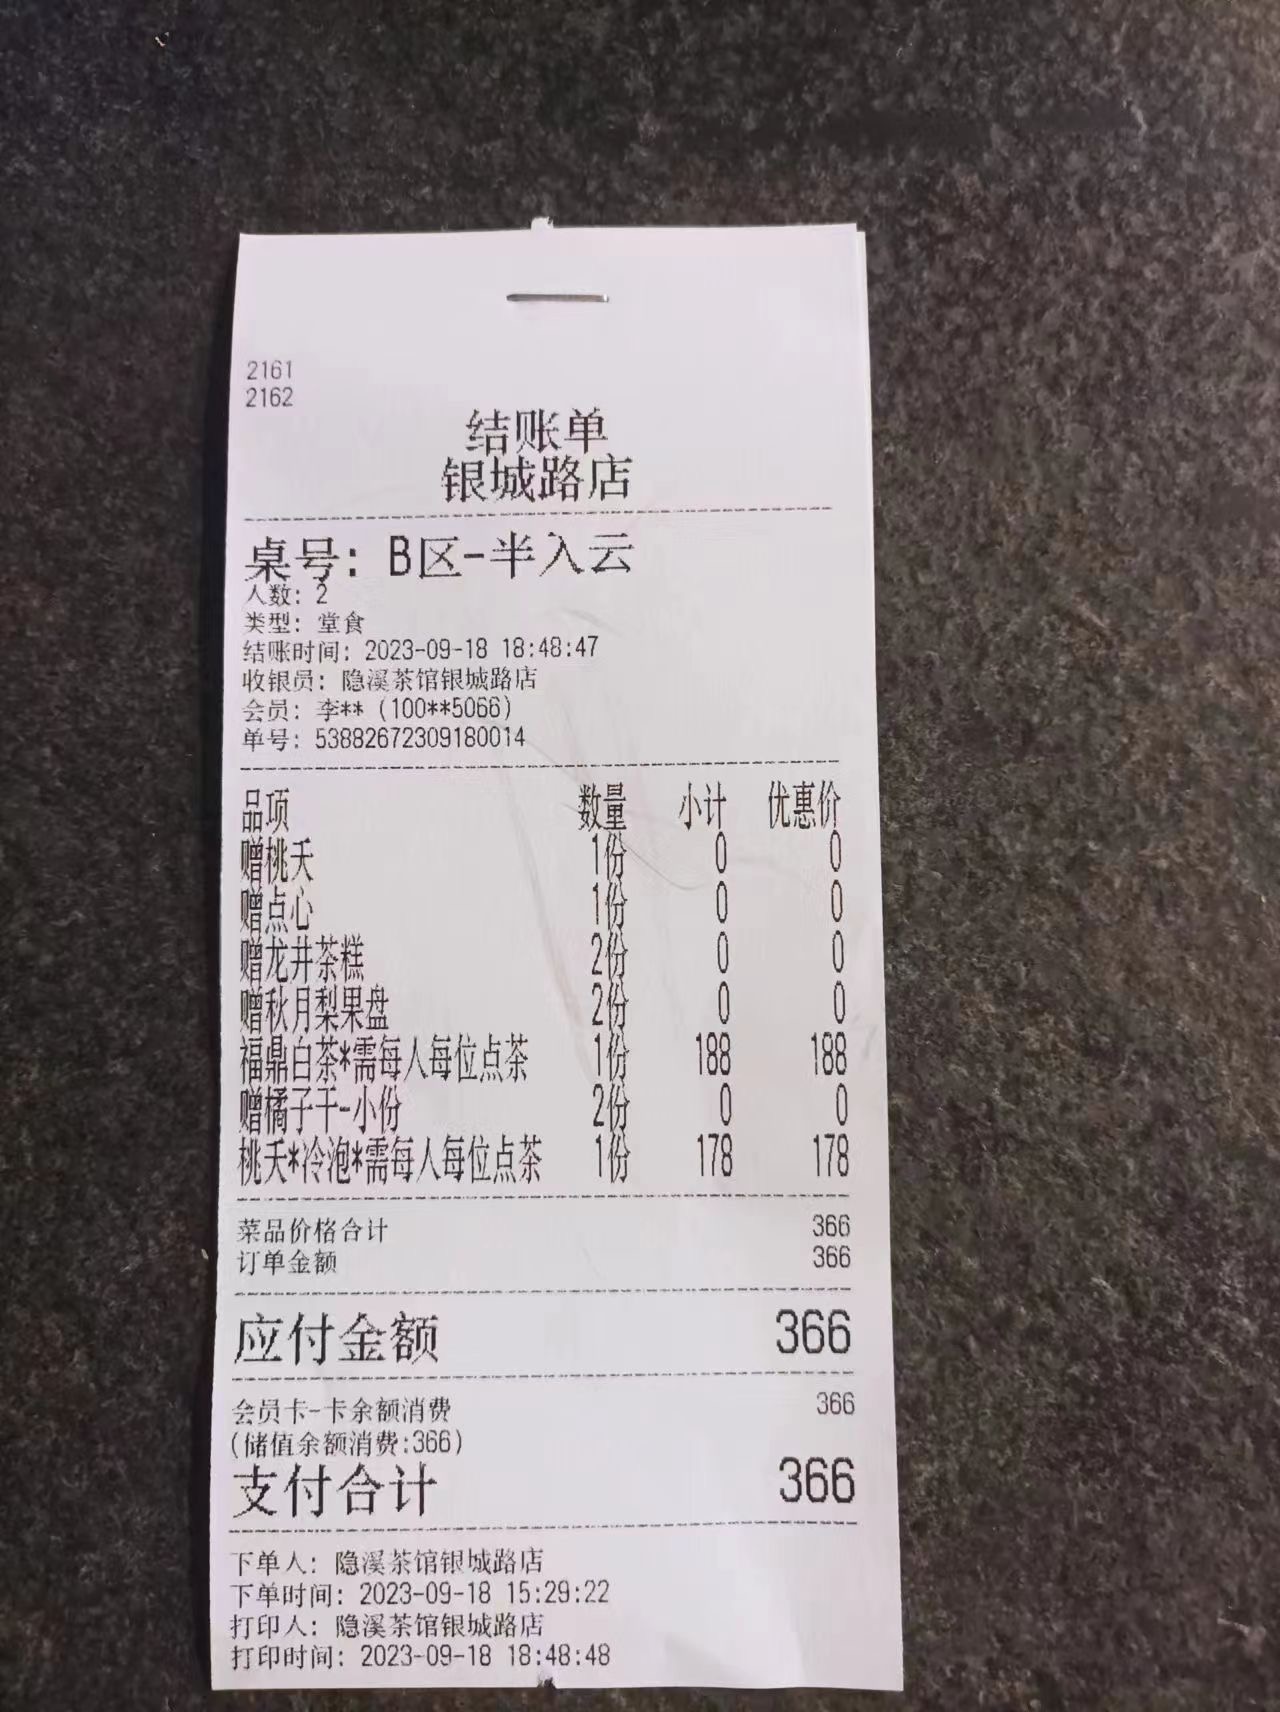 2161
2162
结账单
银城路店
桌号: B区-半入云
人数: 2
类型: 堂食
结账时间: 2023-09-18 18:48:47
收银员: 隐溪茶馆银城路店
会员: 李** (100**5066)
单号: 53882672309180014
品项 数量 小计 优惠价
赠桃夭 1份 0 0
赠点心 1份 0 0
赠龙井茶糕 2份 0 0
赠秋月梨果盘 2份 0 0
福鼎白茶*需每人每位点茶 1份 188 188
赠橘子干-小份 2份 0 0
桃夭*冷泡*需每人每位点茶 1份 178 178
菜品价格合计 366
订单金额 366
应付金额 366
会员卡-卡余额消费 366
(储值余额消费:366)
支付合计 366
下单人: 隐溪茶馆银城路店
下单时间: 2023-09-18 15:29:22
打印人: 隐溪茶馆银城路店
打印时间: 2023-09-18 18:48:48